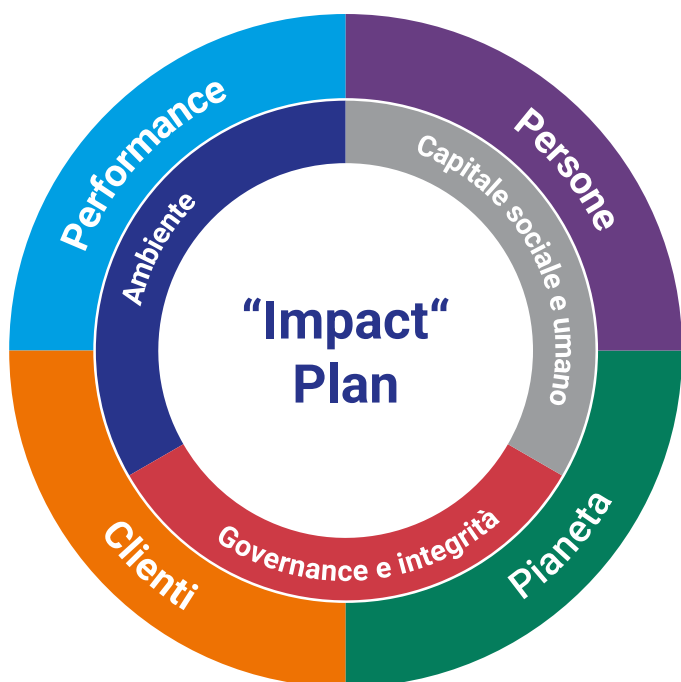 Performance
Persone
Ambiente
Capitale sociale e umano
“Impact“
Plan
Governance e integrità
Clienti
Pianeta